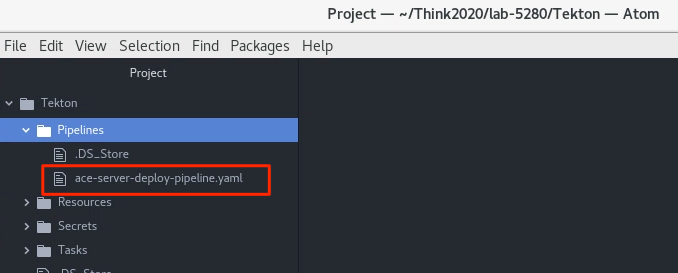 Project — ~/Think2020/lab-5280/Tekton — Atom
File Edit View Selection Find Packages Help
Project
Tekton
Pipelines
.DS_Store
ace-server-deploy-pipeline.yaml
Resources
Secrets
Tasks
.DS_Store